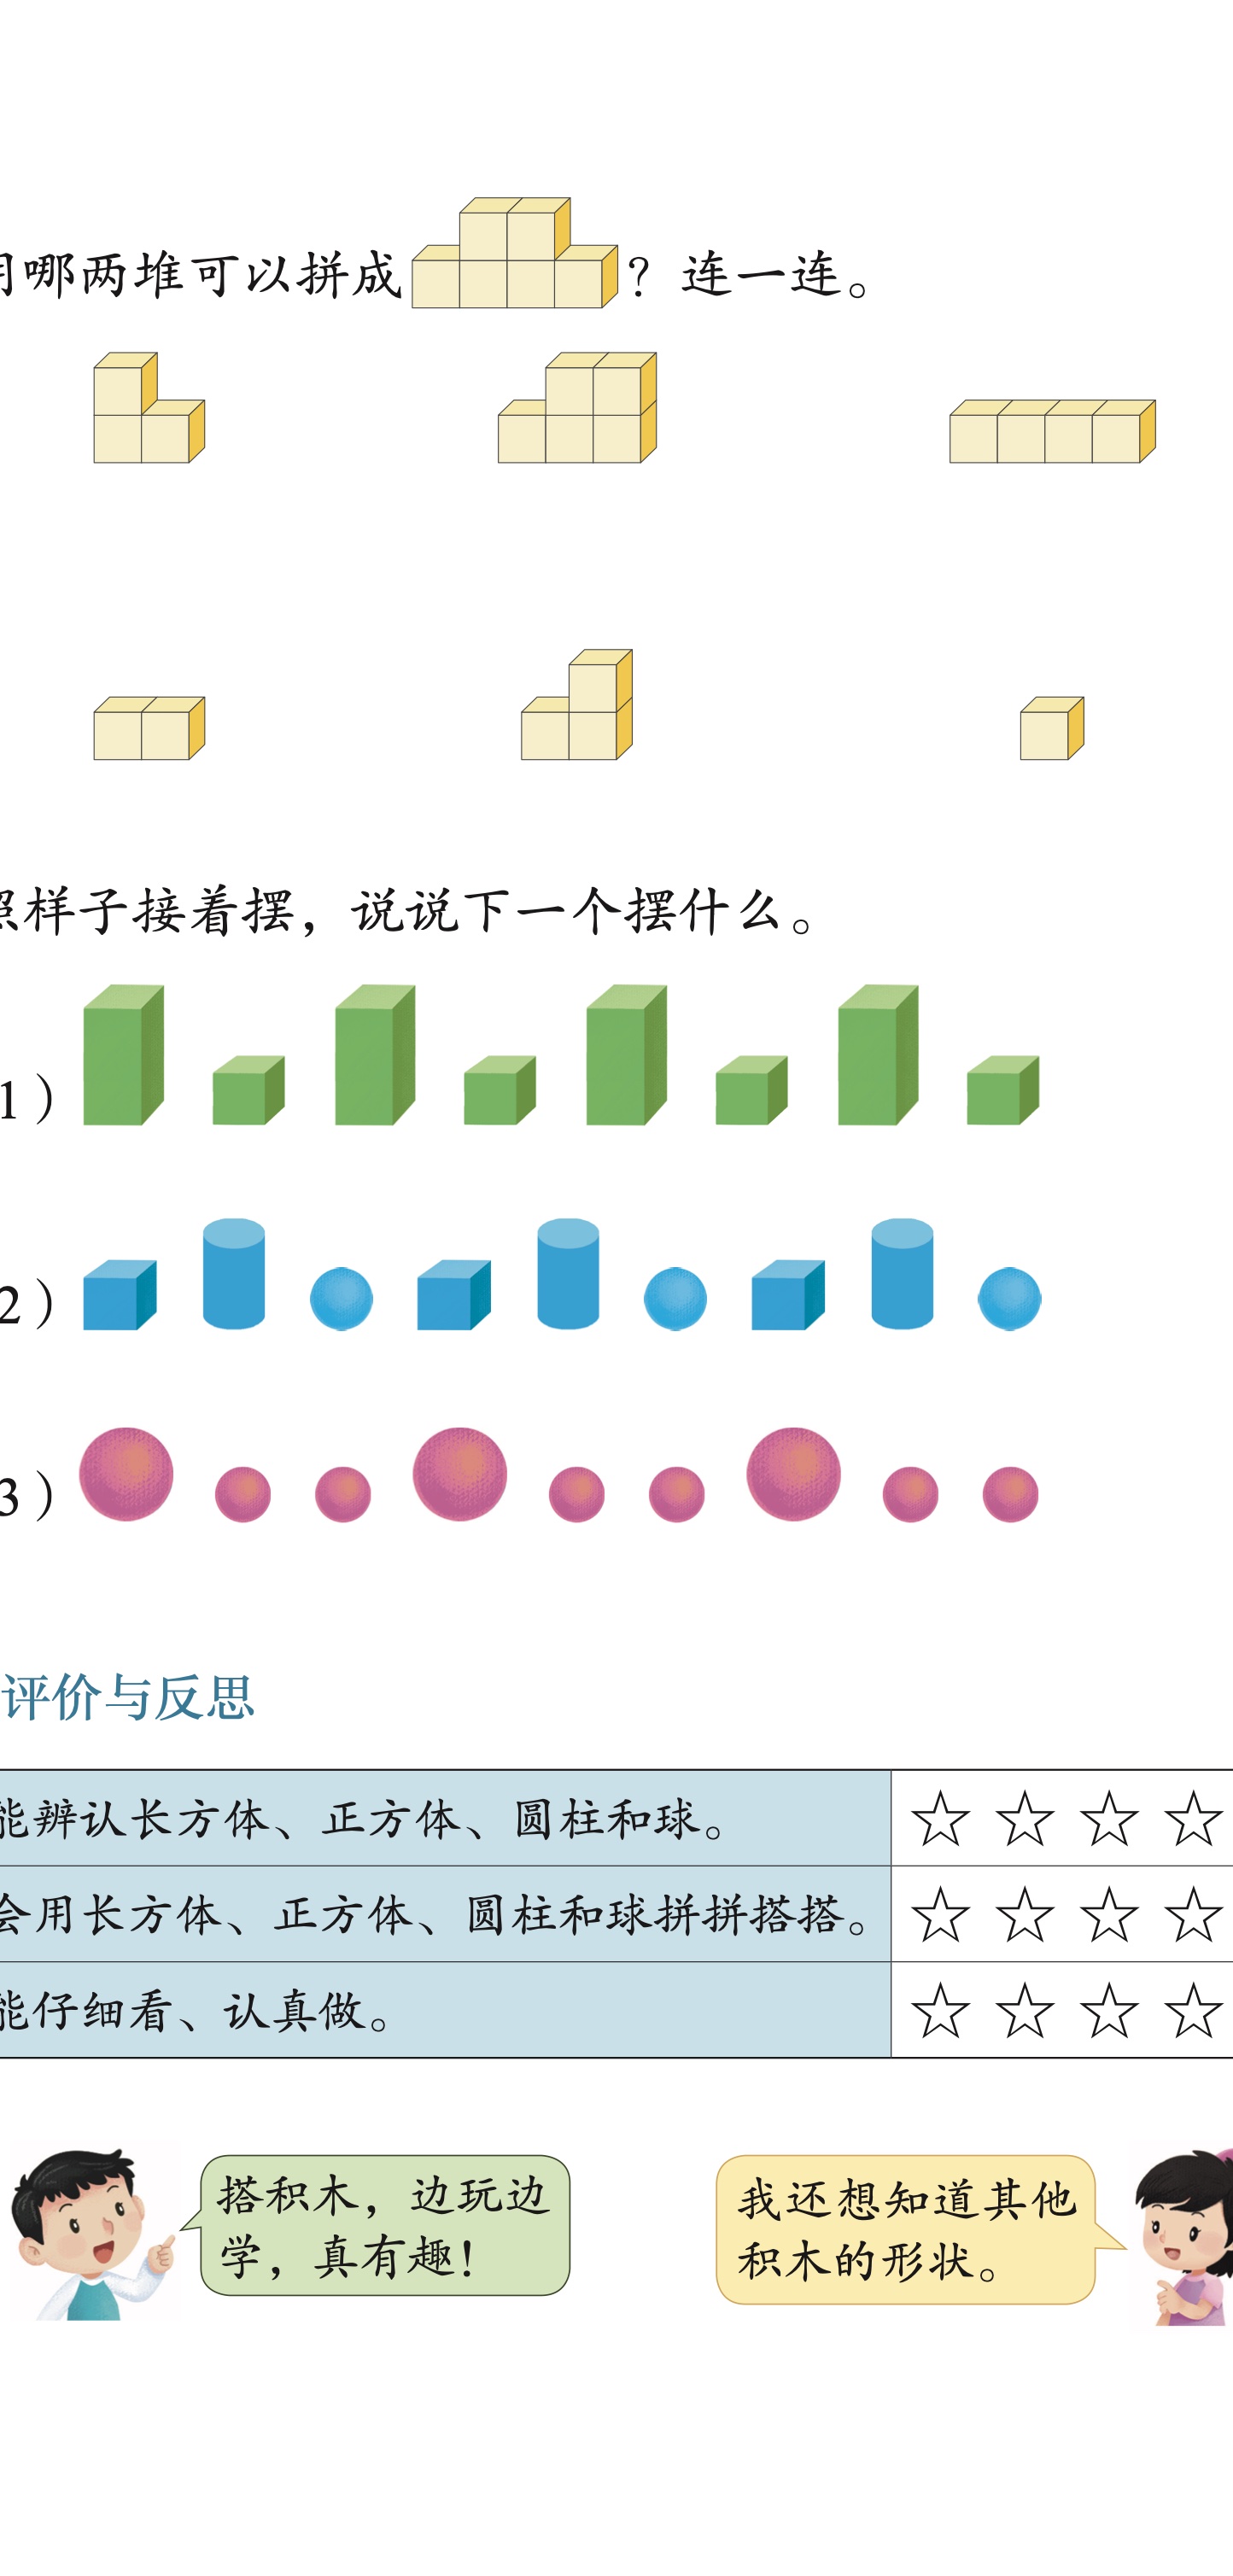 哪两堆可以拼成？连一连。
样子接着摆，说说下一个摆什么。
1）
2）
3）
评价与反思
能辨认长方体、正方体、圆柱和球。☆☆☆☆
会用长方体、正方体、圆柱和球拼拼搭搭。☆☆☆☆
能仔细看、认真做。☆☆☆☆
搭积木，边玩边
学，真有趣！
我还想知道其他
积木的形状。